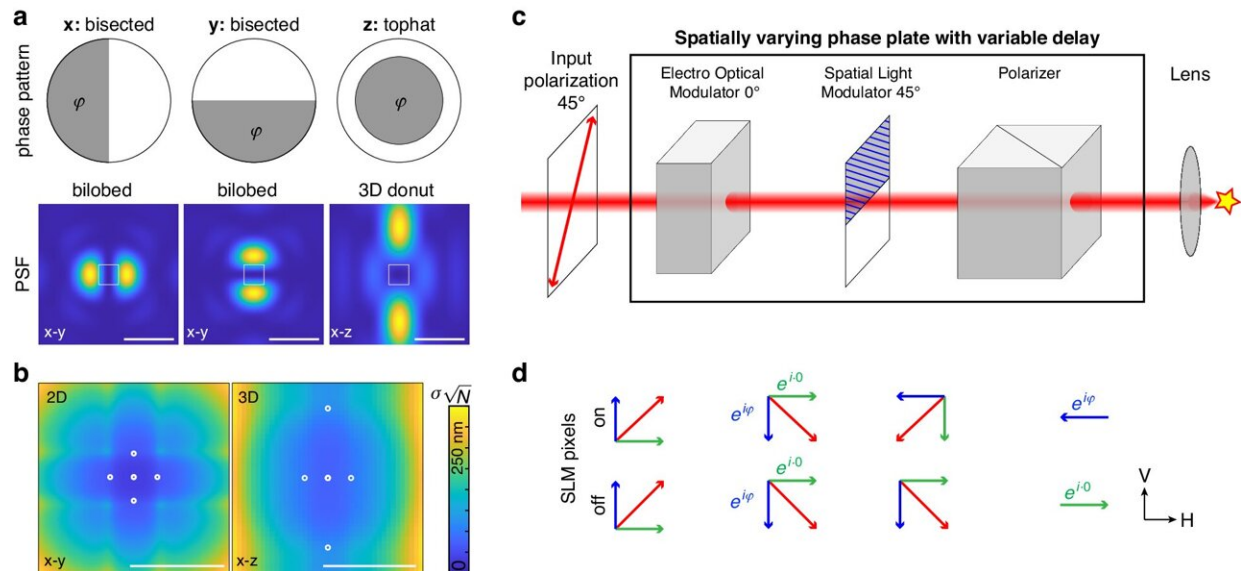 a
x: bisected
y: bisected
z: tophat
phase pattern
φ
φ
φ
bilobed
bilobed
3D donut
PSF
x-y
x-y
x-z
b
2D
3D
σ√N
250 nm
0
x-y
x-z
c
Spatially varying phase plate with variable delay
Input
polarization
45°
Electro Optical
Modulator 0°
Spatial Light
Modulator 45°
Polarizer
Lens
d
SLM pixels
on
off
e^{i·0}
e^{iφ}
e^{iφ}
e^{i·0}
e^{iφ}
e^{i·0}
V
H